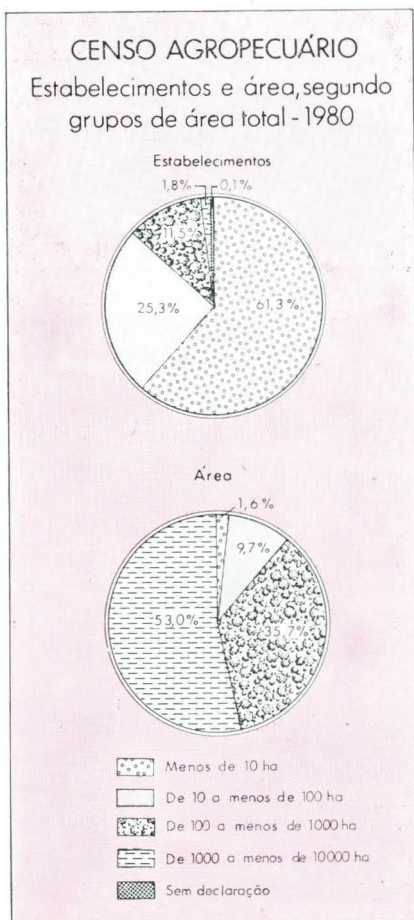 CENSO AGROPECUÁRIO
Estabelecimentos e área, segundo
grupos de área total - 1980
Estabelecimentos
1,8% 0,1%
11,5%
25,3%
61,3%
Área
1,6%
9,7%
53,0%
35,7%
Menos de 10 ha
De 10 a menos de 100 ha
De 100 a menos de 1000 ha
De 1000 a menos de 10000 ha
Sem declaração